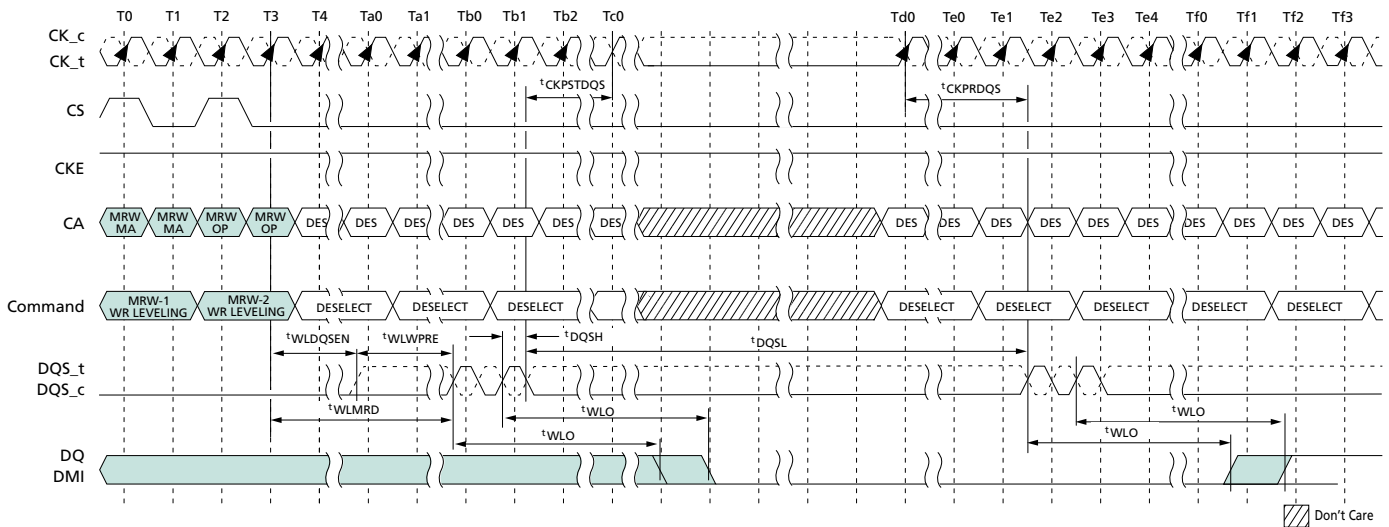 T0 T1 T2 T3 T4 Ta0 Ta1 Tb0 Tb1 Tb2 Tc0 Td0 Te0 Te1 Te2 Te3 Te4 Tf0 Tf1 Tf2 Tf3
CK_c
CK_t
tCKPSTDQS tCKPRDQS
CS
CKE
CA
MRW MA MRW MA MRW OP MRW OP DES DES DES DES DES DES DES DES DES DES DES DES DES DES DES DES DES
Command
MRW-1 WR LEVELING MRW-2 WR LEVELING DESELECT DESELECT DESELECT DESELECT DESELECT DESELECT DESELECT DESELECT
tWLDQSEN tWLWPRE tDQSH tDQSL
DQS_t
DQS_c
tWLMRD tWLO tWLO
tWLO tWLO
DQ
DMI
Don't Care